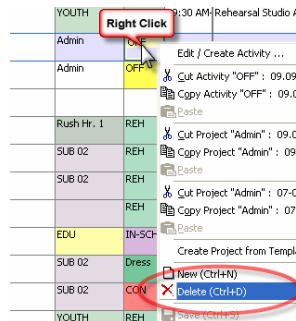 YOUTH 9:30 AM- Rehearsal Studio A
Right Click
Admin OFF
Edit / Create Activity ...
Admin OFF
Cut Activity "OFF" : 09.09
Copy Activity "OFF" : 09.0
Paste
Rush Hr. 1 REH
Cut Project "Admin" : 09.0
SUB 02 REH
Copy Project "Admin" : 09
Paste
SUB 02 REH
Cut Project "Admin" : 07-0
REH
Copy Project "Admin" : 07
Paste
EDU IN-SCH
Create Project from Templa
SUB 02 Dress
New (Ctrl+N)
SUB 02 CON
Delete (Ctrl+D)
YOUTH REH
Save (Ctrl+S)